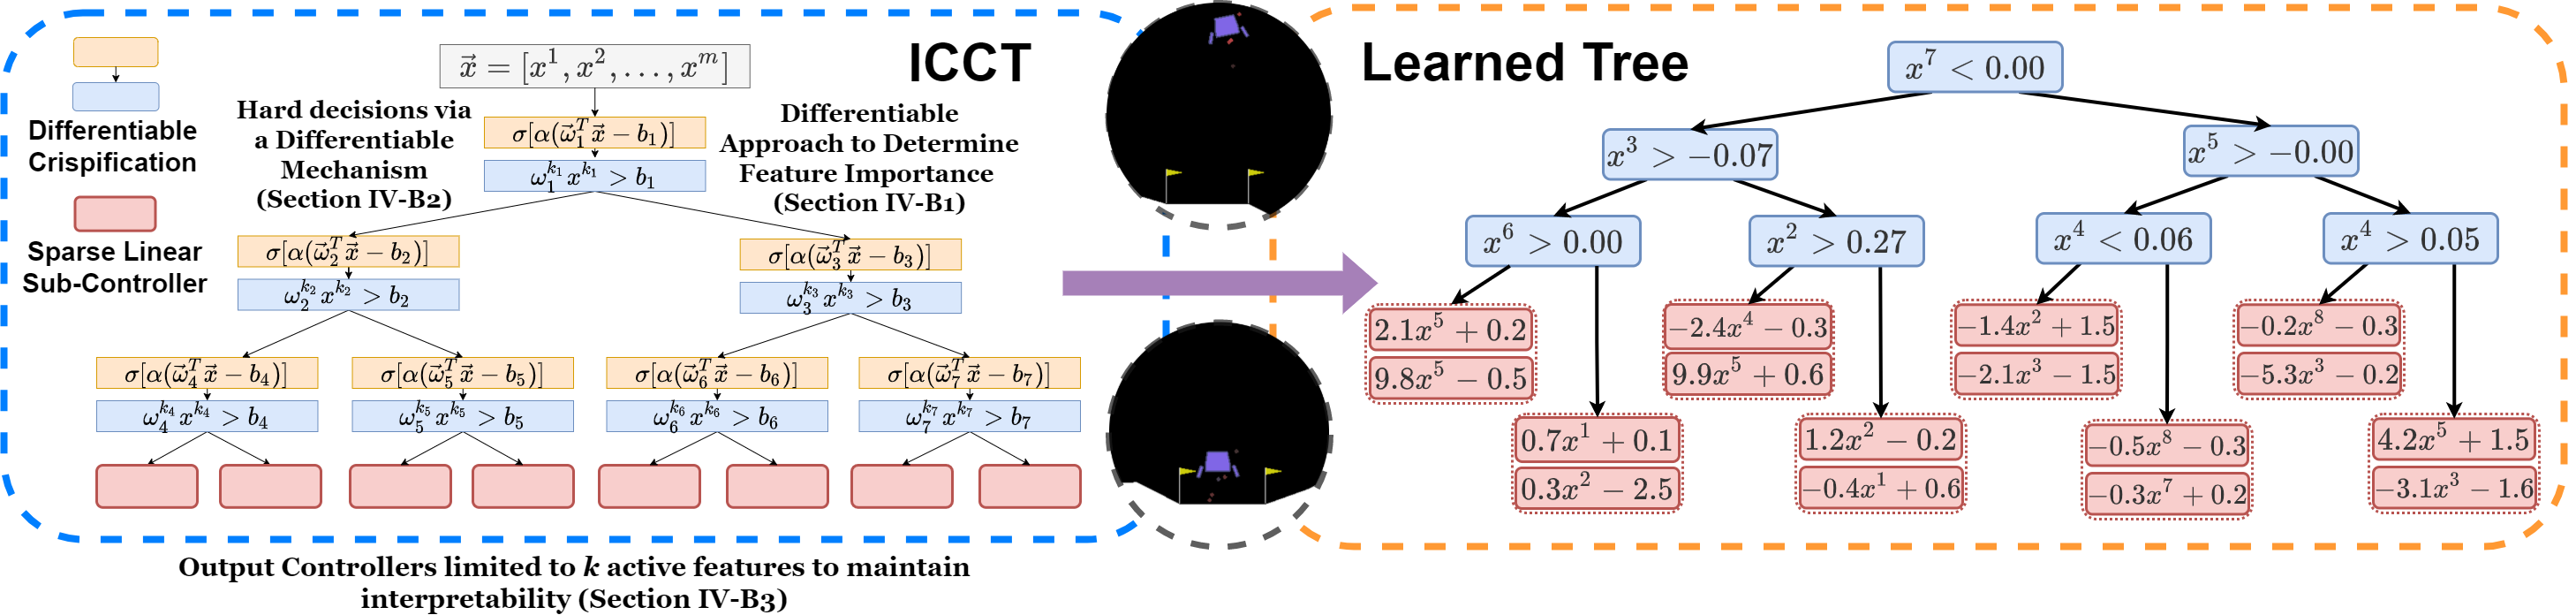 ICCT
Differentiable
Crispification
Sparse Linear
Sub-Controller
Hard decisions via
a Differentiable
Mechanism
(Section IV-B2)
$\vec{x} = [x^1, x^2, \ldots, x^m]$
Differentiable
Approach to Determine
Feature Importance
(Section IV-B1)
$\sigma[\alpha(\vec{\omega}_1^T \vec{x} - b_1)]$
$\omega_1^{k_1} x^{k_1} > b_1$
$\sigma[\alpha(\vec{\omega}_2^T \vec{x} - b_2)]$
$\omega_2^{k_2} x^{k_2} > b_2$
$\sigma[\alpha(\vec{\omega}_3^T \vec{x} - b_3)]$
$\omega_3^{k_3} x^{k_3} > b_3$
$\sigma[\alpha(\vec{\omega}_4^T \vec{x} - b_4)]$
$\omega_4^{k_4} x^{k_4} > b_4$
$\sigma[\alpha(\vec{\omega}_5^T \vec{x} - b_5)]$
$\omega_5^{k_5} x^{k_5} > b_5$
$\sigma[\alpha(\vec{\omega}_6^T \vec{x} - b_6)]$
$\omega_6^{k_6} x^{k_6} > b_6$
$\sigma[\alpha(\vec{\omega}_7^T \vec{x} - b_7)]$
$\omega_7^{k_7} x^{k_7} > b_7$
Output Controllers limited to k active features to maintain
interpretability (Section IV-B3)
Learned Tree
$x^7 < 0.00$
$x^3 > -0.07$
$x^5 > -0.00$
$x^6 > 0.00$
$x^2 > 0.27$
$x^4 < 0.06$
$x^4 > 0.05$
$2.1x^5 + 0.2$
$9.8x^5 - 0.5$
$0.7x^1 + 0.1$
$0.3x^2 - 2.5$
$-2.4x^4 - 0.3$
$9.9x^5 + 0.6$
$1.2x^2 - 0.2$
$-0.4x^1 + 0.6$
$-1.4x^2 + 1.5$
$-2.1x^3 - 1.5$
$-0.5x^8 - 0.3$
$-0.3x^7 + 0.2$
$-0.2x^8 - 0.3$
$-5.3x^3 - 0.2$
$4.2x^5 + 1.5$
$-3.1x^3 - 1.6$